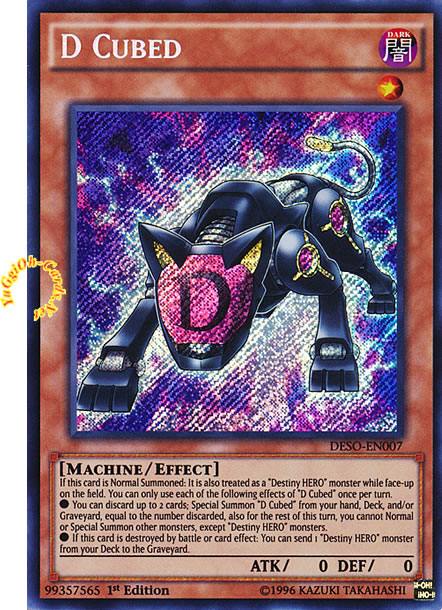 D CUBED
DARK
闇
YuGgiOh-Cards.Net
D
DESO-EN007
[MACHINE/EFFECT]
If this card is Normal Summoned: It is also treated as a "Destiny HERO" monster while face-up
on the field. You can only use each of the following effects of "D Cubed" once per turn.
● You can discard up to 2 cards; Special Summon "D Cubed" from your hand, Deck, and/or
Graveyard, equal to the number discarded, also for the rest of this turn, you cannot Normal
or Special Summon other monsters, except "Destiny HERO" monsters.
● If this card is destroyed by battle or card effect: You can send 1 "Destiny HERO" monster
from your Deck to the Graveyard.
ATK/ 0 DEF/ 0
99357565 1st Edition ©1996 KAZUKI TAKAHASHI